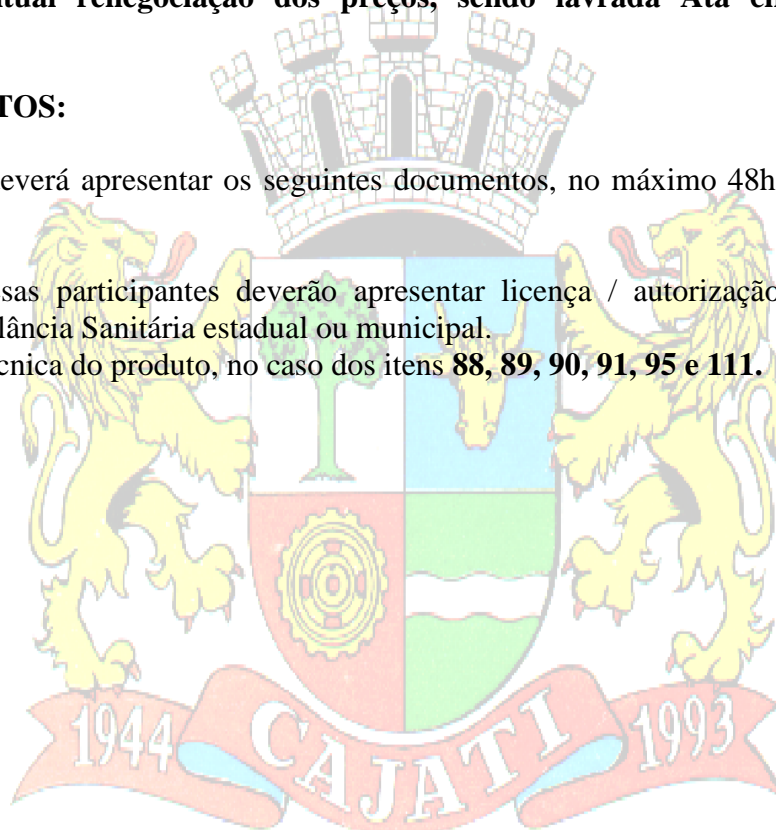 tual renegociação dos preços, sendo lavrada Ata
TOS:
everá apresentar os seguintes documentos, no máximo 48h
sas participantes deverão apresentar licença / autorização
lância Sanitária estadual ou municipal.
cnica do produto, no caso dos itens 88, 89, 90, 91, 95 e 111.
1944 CAJATI 1993